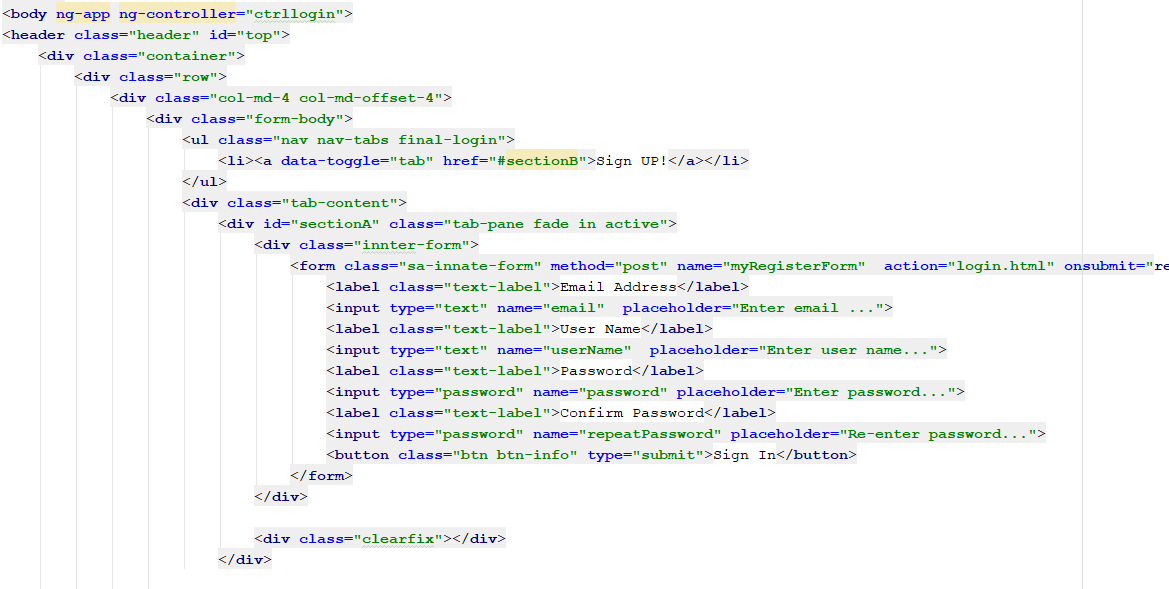 <body ng-app ng-controller="ctrllogin">
<header class="header" id="top">
<div class="container">
<div class="row">
<div class="col-md-4 col-md-offset-4">
<div class="form-body">
<ul class="nav nav-tabs final-login">
<li><a data-toggle="tab" href="#sectionB">Sign UP!</a></li>
</ul>
<div class="tab-content">
<div id="sectionA" class="tab-pane fade in active">
<div class="innter-form">
<form class="sa-innate-form" method="post" name="myRegisterForm"  action="login.html" onsubmit="re
<label class="text-label">Email Address</label>
<input type="text" name="email"  placeholder="Enter email ...">
<label class="text-label">User Name</label>
<input type="text" name="userName"  placeholder="Enter user name...">
<label class="text-label">Password</label>
<input type="password" name="password" placeholder="Enter password...">
<label class="text-label">Confirm Password</label>
<input type="password" name="repeatPassword" placeholder="Re-enter password...">
<button class="btn btn-info" type="submit">Sign In</button>
</form>
</div>
<div class="clearfix"></div>
</div>